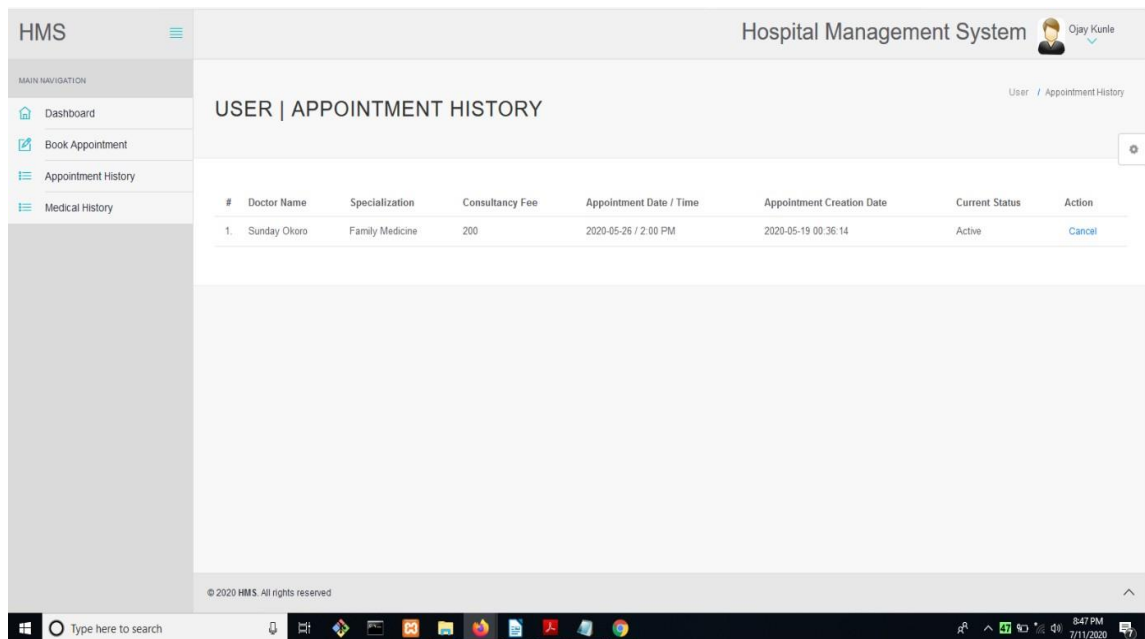 HMS
Hospital Management System
Ojay Kunle
MAIN NAVIGATION
Dashboard
Book Appointment
Appointment History
Medical History
USER | APPOINTMENT HISTORY
User / Appointment History
# Doctor Name Specialization Consultancy Fee Appointment Date / Time Appointment Creation Date Current Status Action
1. Sunday Okoro Family Medicine 200 2020-05-26 / 2:00 PM 2020-05-19 00:36:14 Active Cancel
© 2020 HMS. All rights reserved
Type here to search
47
8:47 PM
7/11/2020